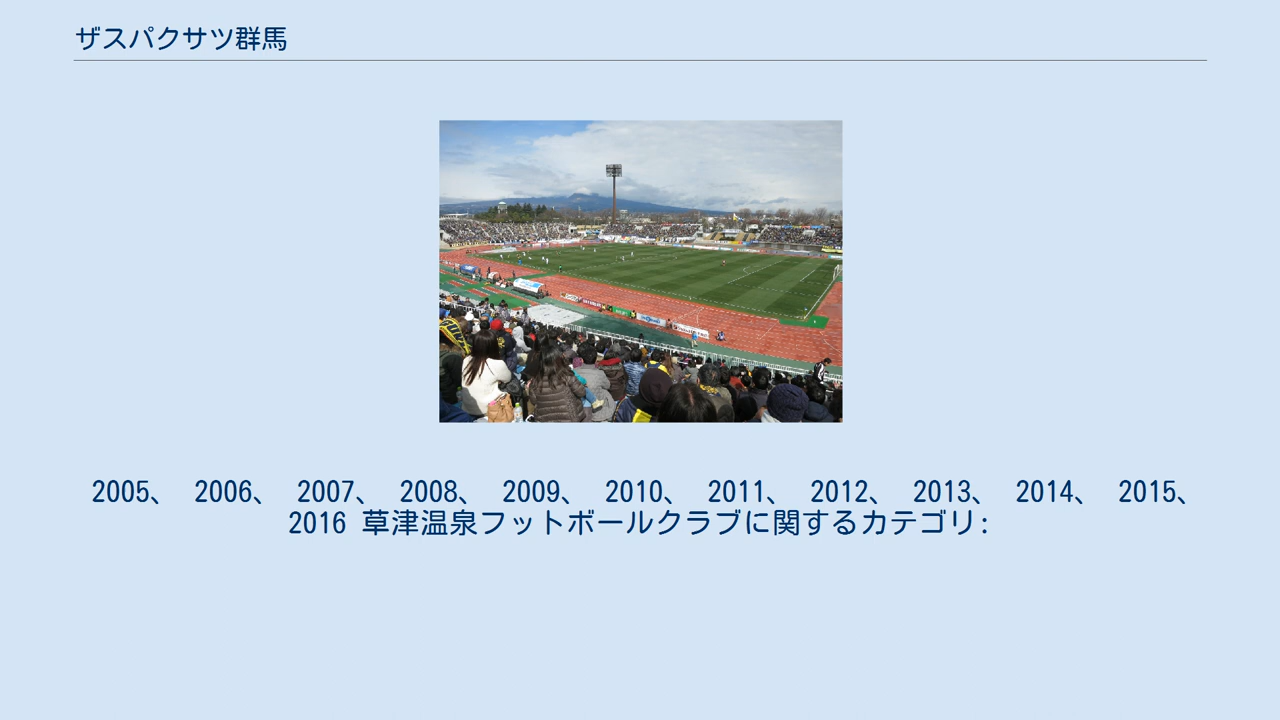 ザスパクサツ群馬
2005、 2006、 2007、 2008、 2009、 2010、 2011、 2012、 2013、 2014、 2015、
2016 草津温泉フットボールクラブに関するカテゴリ: